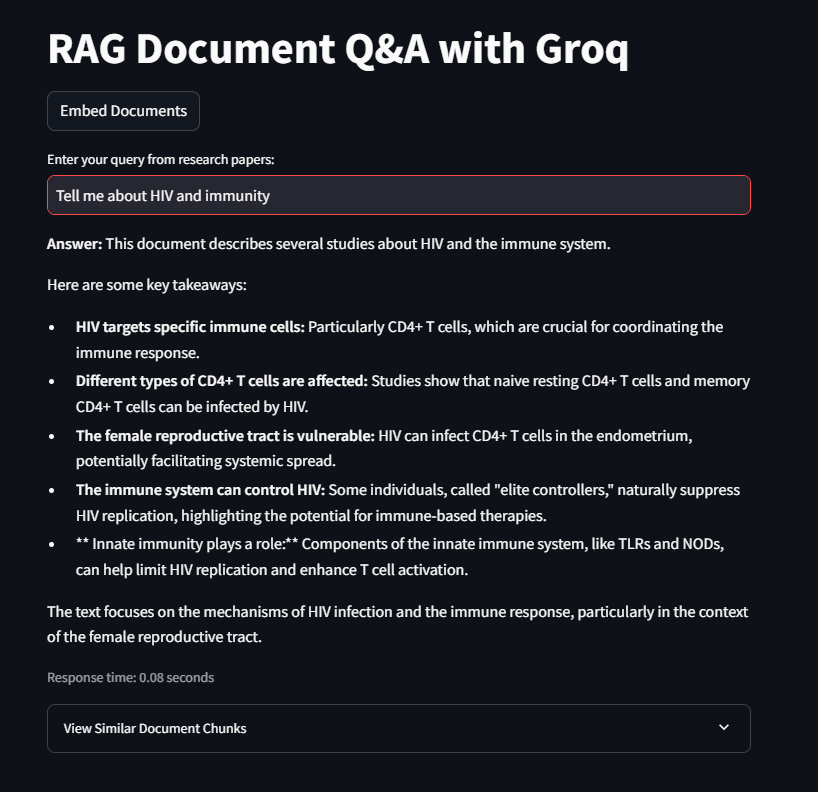 RAG Document Q&A with Groq
Embed Documents
Enter your query from research papers:
Tell me about HIV and immunity
Answer: This document describes several studies about HIV and the immune system.
Here are some key takeaways:
• HIV targets specific immune cells: Particularly CD4+ T cells, which are crucial for coordinating the
immune response.
• Different types of CD4+ T cells are affected: Studies show that naive resting CD4+ T cells and memory
CD4+ T cells can be infected by HIV.
• The female reproductive tract is vulnerable: HIV can infect CD4+ T cells in the endometrium,
potentially facilitating systemic spread.
• The immune system can control HIV: Some individuals, called "elite controllers," naturally suppress
HIV replication, highlighting the potential for immune-based therapies.
• ** Innate immunity plays a role:** Components of the innate immune system, like TLRs and NODs,
can help limit HIV replication and enhance T cell activation.
The text focuses on the mechanisms of HIV infection and the immune response, particularly in the context
of the female reproductive tract.
Response time: 0.08 seconds
View Similar Document Chunks